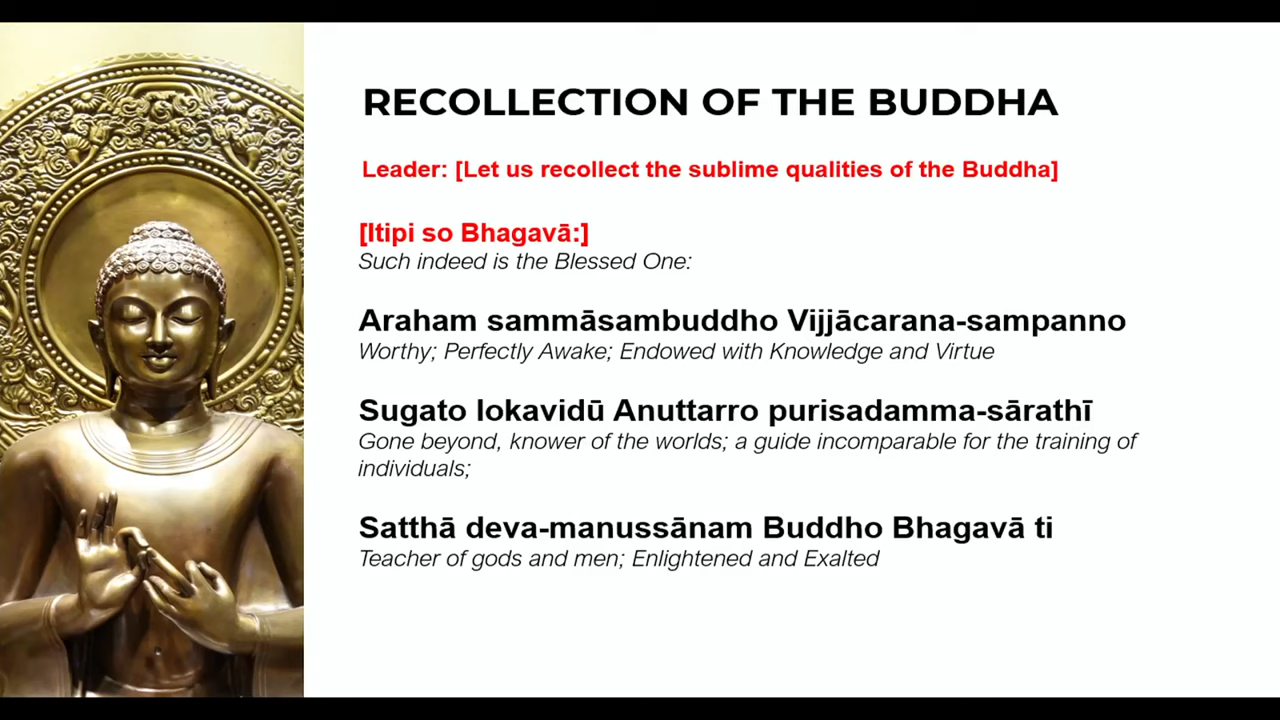 RECOLLECTION OF THE BUDDHA
Leader: [Let us recollect the sublime qualities of the Buddha]
[Itipi so Bhagavā:]
Such indeed is the Blessed One:
Araham sammāsambuddho Vijjācarana-sampanno
Worthy; Perfectly Awake; Endowed with Knowledge and Virtue
Sugato lokavidū Anuttarro purisadamma-sārathī
Gone beyond, knower of the worlds; a guide incomparable for the training of
individuals;
Satthā deva-manussānam Buddho Bhagavā ti
Teacher of gods and men; Enlightened and Exalted